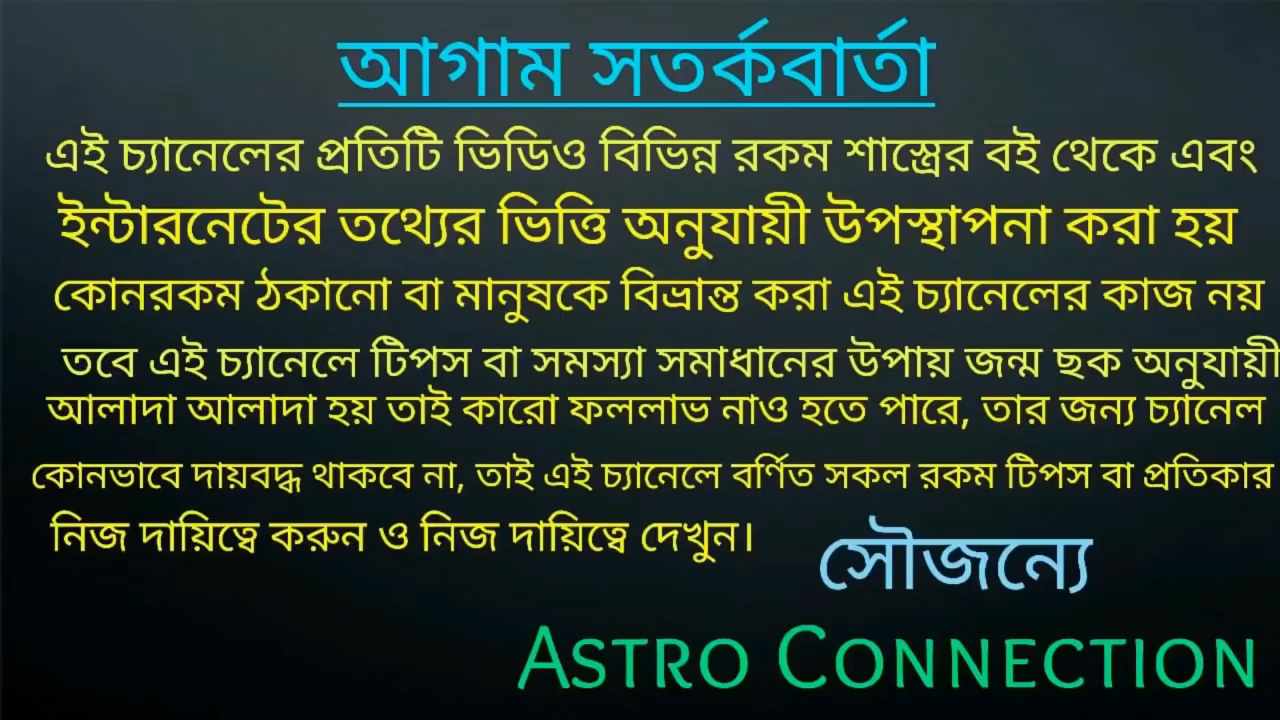 আগাম সতর্কবার্তা
এই চ্যানেলের প্রতিটি ভিডিও বিভিন্ন রকম শাস্ত্রের বই থেকে এবং
ইন্টারনেটের তথ্যের ভিত্তি অনুযায়ী উপস্থাপনা করা হয়
কোনরকম ঠকানো বা মানুষকে বিভ্রান্ত করা এই চ্যানেলের কাজ নয়
তবে এই চ্যানেলে টিপস বা সমস্যা সমাধানের উপায় জন্ম ছক অনুযায়ী
আলাদা আলাদা হয় তাই কারো ফললাভ নাও হতে পারে, তার জন্য চ্যানেল
কোনভাবে দায়বদ্ধ থাকবে না, তাই এই চ্যানেলে বর্ণিত সকল রকম টিপস বা প্রতিকার
নিজ দায়িত্বে করুন ও নিজ দায়িত্বে দেখুন।
সৌজন্যে
ASTRO CONNECTION